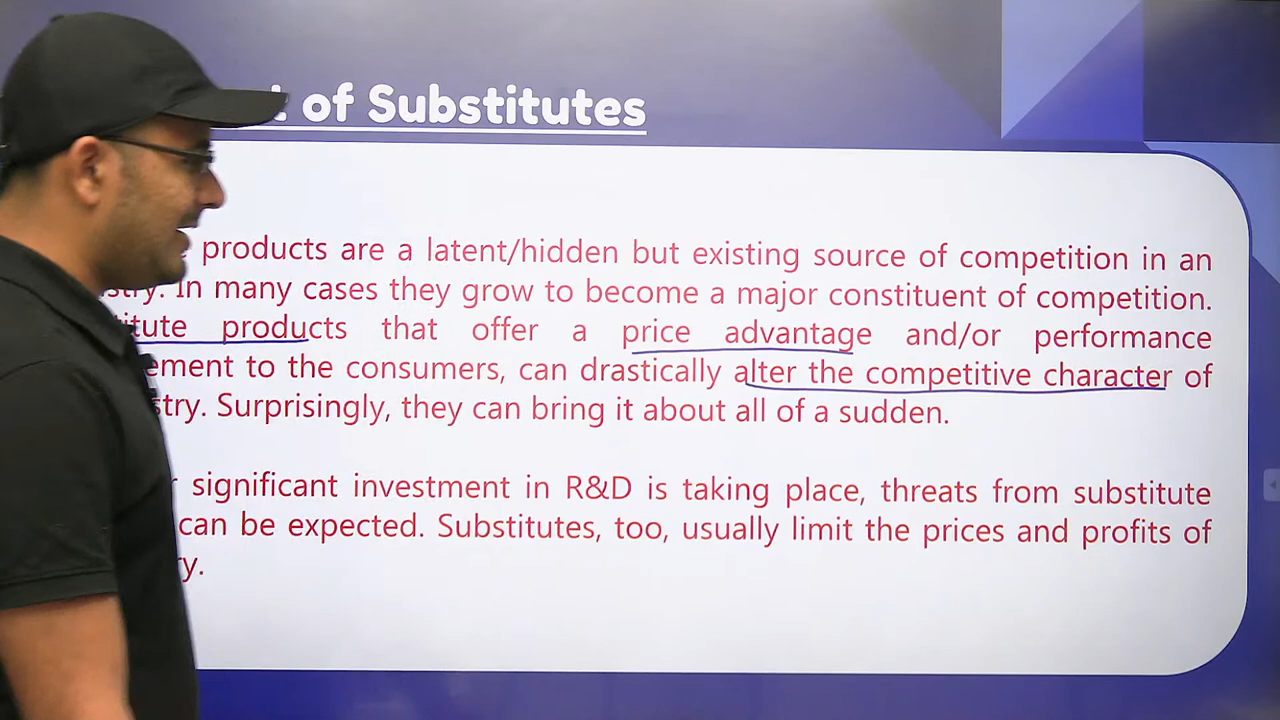 of Substitutes
products are a latent/hidden but existing source of competition in an
In many cases they grow to become a major constituent of competition.
products that offer a price advantage and/or performance
to the consumers, can drastically alter the competitive character of
Surprisingly, they can bring it about all of a sudden.
significant investment in R&D is taking place, threats from substitute
can be expected. Substitutes, too, usually limit the prices and profits of